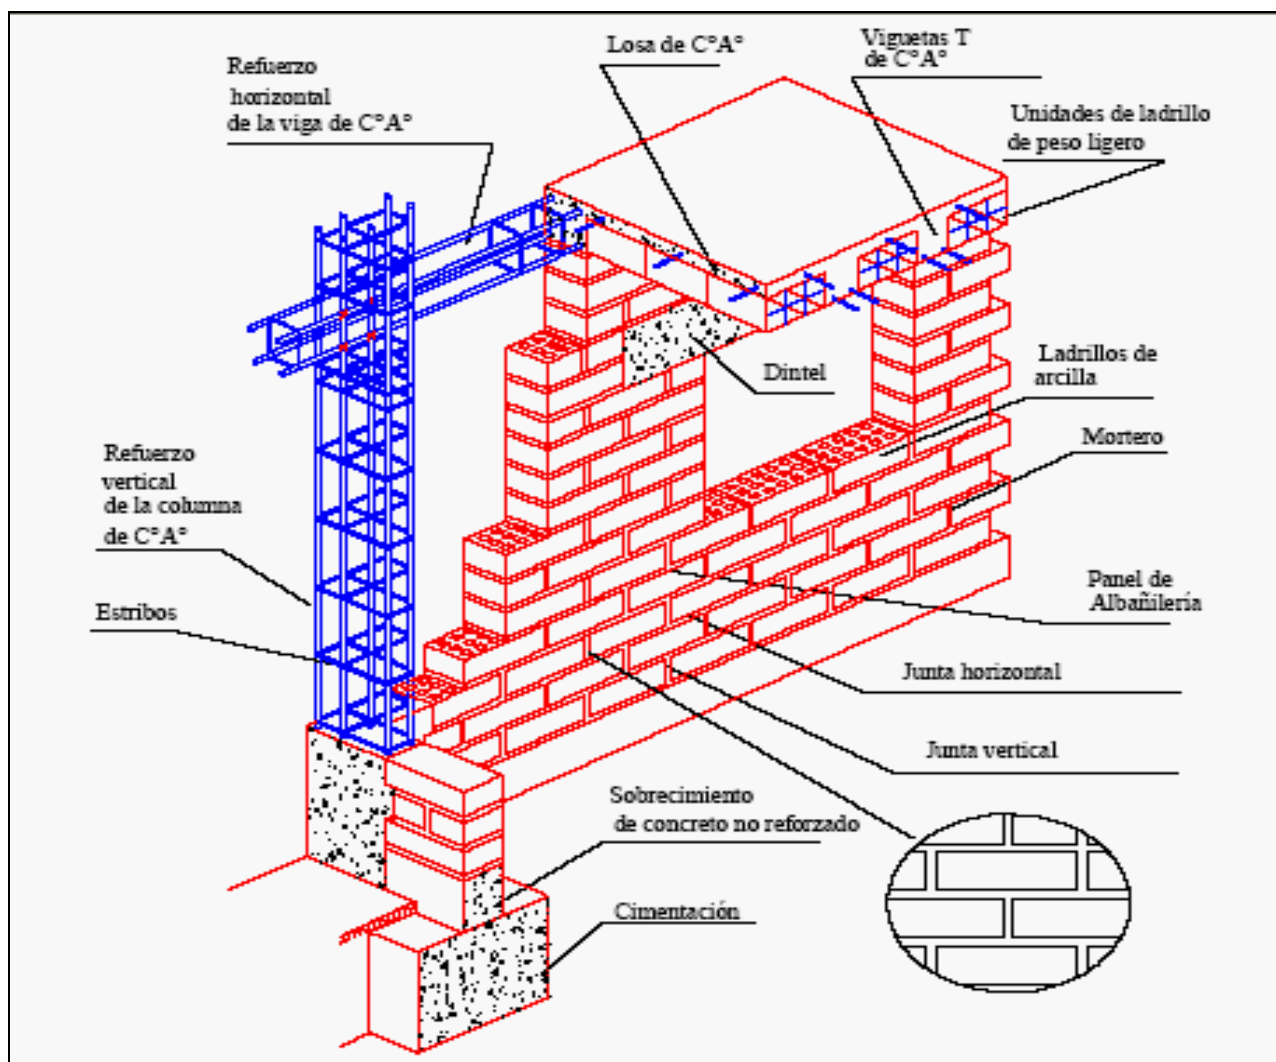 Losa de C°A°
Viguetas T
de C°A°
Refuerzo
horizontal
de la viga de C°A°
Unidades de ladrillo
de peso ligero
Dintel
Ladrillos de
arcilla
Mortero
Refuerzo
vertical
de la columna
de C°A°
Panel de
Albañilería
Estribos
Junta horizontal
Junta vertical
Sobrecimiento
de concreto no reforzado
Cimentación